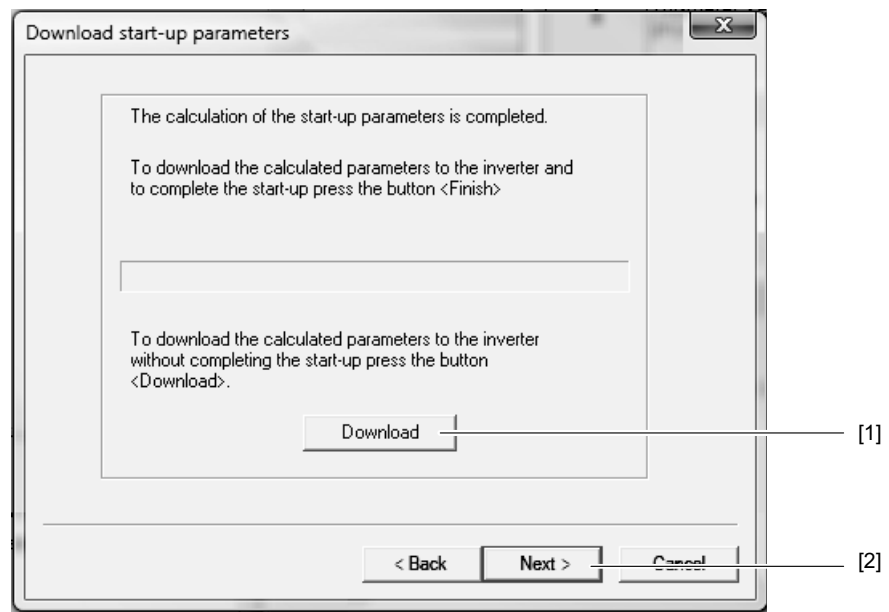 Download start-up parameters
The calculation of the start-up parameters is completed.
To download the calculated parameters to the inverter and
to complete the start-up press the button <Finish>
To download the calculated parameters to the inverter
without completing the start-up press the button
<Download>.
Download
[1]
< Back
Next >
Cancel
[2]